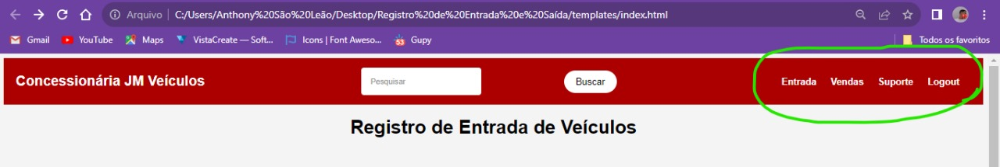 Arquivo C:/Users/Anthony%20São%20Leão/Desktop/Registro%20de%20Entrada%20e%20Saída/templates/index.html
Gmail YouTube Maps VistaCreate — Soft... Icons | Font Aweso... 53 Gupy Todos os favoritos
Concessionária JM Veículos Pesquisar Buscar Entrada Vendas Suporte Logout
Registro de Entrada de Veículos